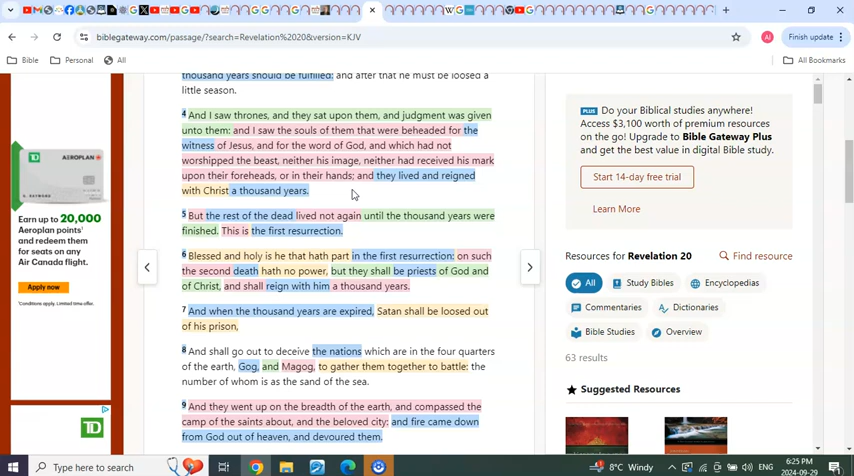 biblegateway.com/passage/?search=Revelation%2020&version=KJV
AI
Finish update
Bible
Personal
All
All Bookmarks
thousand years should be fulfilled: and after that he must be loosed a
little season.
4 And I saw thrones, and they sat upon them, and judgment was given
unto them: and I saw the souls of them that were beheaded for the
witness of Jesus, and for the word of God, and which had not
worshipped the beast, neither his image, neither had received his mark
upon their foreheads, or in their hands; and they lived and reigned
with Christ a thousand years.
5 But the rest of the dead lived not again until the thousand years were
finished. This is the first resurrection.
6 Blessed and holy is he that hath part in the first resurrection: on such
the second death hath no power, but they shall be priests of God and
of Christ, and shall reign with him a thousand years.
7 And when the thousand years are expired, Satan shall be loosed out
of his prison,
8 And shall go out to deceive the nations which are in the four quarters
of the earth, Gog, and Magog, to gather them together to battle: the
number of whom is as the sand of the sea.
9 And they went up on the breadth of the earth, and compassed the
camp of the saints about, and the beloved city: and fire came down
from God out of heaven, and devoured them.
TD
AEROPLAN
Earn up to 20,000
Aeroplan points
and redeem them
for seats on any
Air Canada flight.
Apply now
TD
PLUS Do your Biblical studies anywhere!
Access $3,100 worth of premium resources
on the go! Upgrade to Bible Gateway Plus
and get the best value in digital Bible study.
Start 14-day free trial
Learn More
Resources for Revelation 20
Find resource
All
Study Bibles
Encyclopedias
Commentaries
Dictionaries
Bible Studies
Overview
63 results
Suggested Resources
Type here to search
8°C Windy
ENG
6:25 PM
2024-09-29